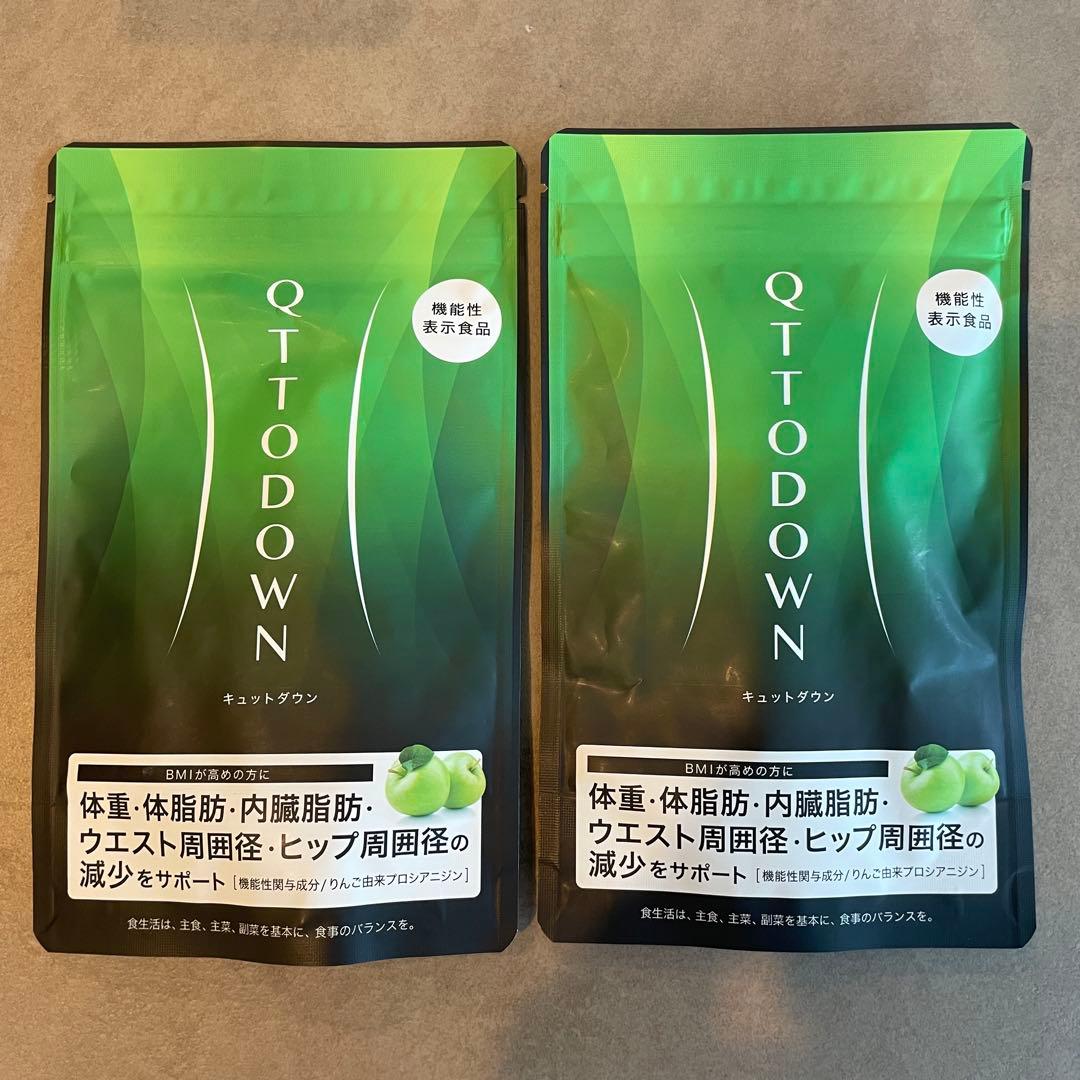 QTTODOWN
機能性
表示食品
キュットダウン
BMIが高めの方に
体重・体脂肪・内臓脂肪・
ウエスト周囲径・ヒップ周囲径の
減少をサポート [機能性関与成分/りんご由来プロシアニジン]
食生活は、主食、主菜、副菜を基本に、食事のバランスを。
QTTODOWN
機能性
表示食品
キュットダウン
BMIが高めの方に
体重・体脂肪・内臓脂肪・
ウエスト周囲径・ヒップ周囲径の
減少をサポート [機能性関与成分/りんご由来プロシアニジン]
食生活は、主食、主菜、副菜を基本に、食事のバランスを。